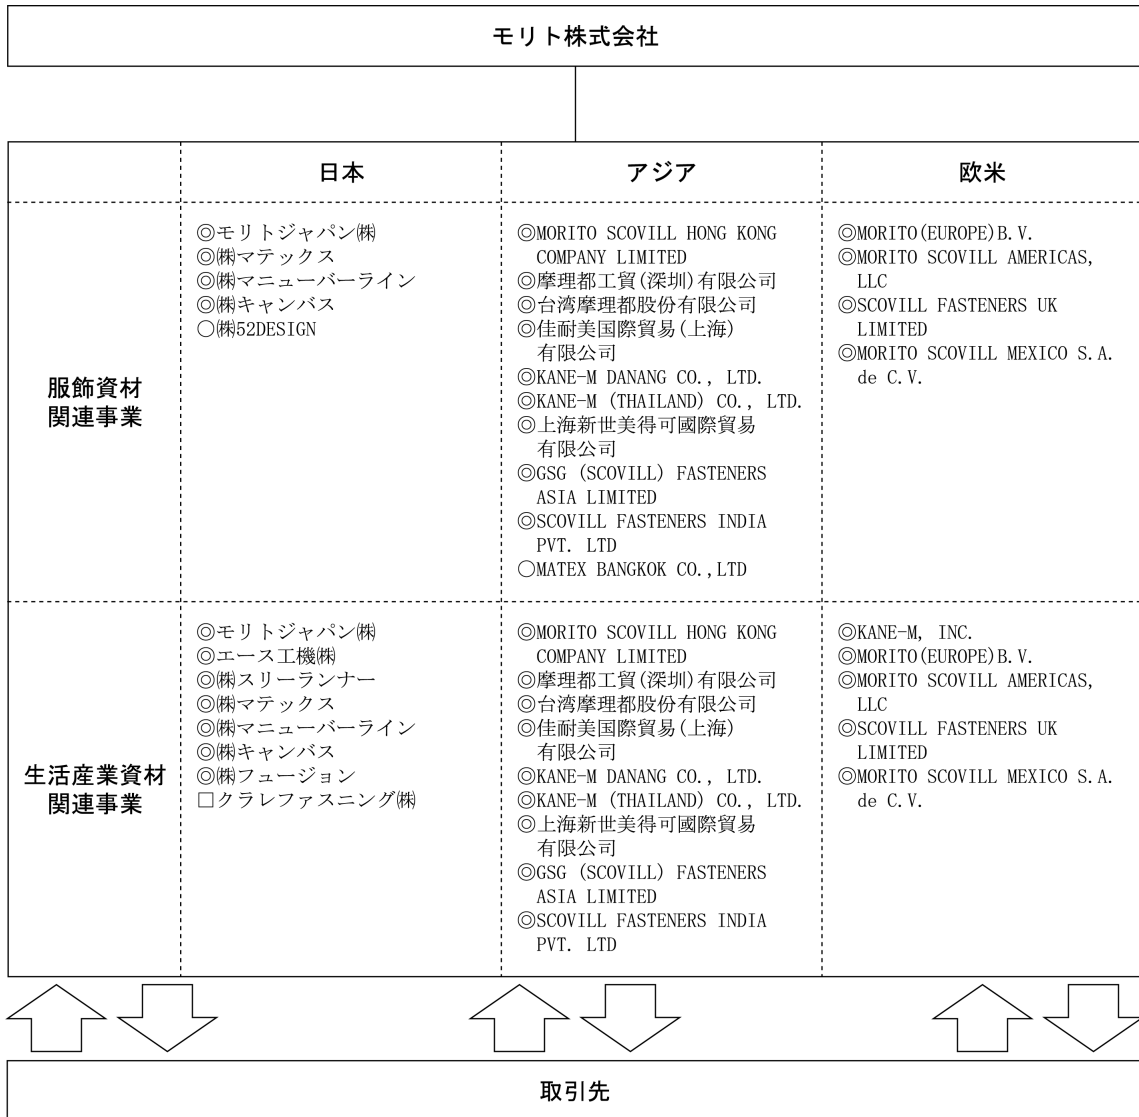 モリト株式会社
日本
アジア
欧米
服飾資材
関連事業
◎モリトジャパン㈱
◎㈱マテックス
◎㈱マニューバーライン
◎㈱キャンバス
○㈱52DESIGN
◎MORITO SCOVILL HONG KONG
COMPANY LIMITED
◎摩理都工貿(深圳)有限公司
◎台湾摩理都股份有限公司
◎佳耐美国際貿易(上海)
有限公司
◎KANE-M DANANG CO., LTD.
◎KANE-M (THAILAND) CO., LTD.
◎上海新世美得可國際貿易
有限公司
◎GSG (SCOVILL) FASTENERS
ASIA LIMITED
◎SCOVILL FASTENERS INDIA
PVT. LTD
○MATEX BANGKOK CO.,LTD
◎MORITO(EUROPE)B.V.
◎MORITO SCOVILL AMERICAS,
LLC
◎SCOVILL FASTENERS UK
LIMITED
◎MORITO SCOVILL MEXICO S.A.
de C.V.
生活産業資材
関連事業
◎モリトジャパン㈱
◎エース工機㈱
◎㈱スリーランナー
◎㈱マテックス
◎㈱マニューバーライン
◎㈱キャンバス
◎㈱フュージョン
□クラレファスニング㈱
◎MORITO SCOVILL HONG KONG
COMPANY LIMITED
◎摩理都工貿(深圳)有限公司
◎台湾摩理都股份有限公司
◎佳耐美国際貿易(上海)
有限公司
◎KANE-M DANANG CO., LTD.
◎KANE-M (THAILAND) CO., LTD.
◎上海新世美得可國際貿易
有限公司
◎GSG (SCOVILL) FASTENERS
ASIA LIMITED
◎SCOVILL FASTENERS INDIA
PVT. LTD
◎KANE-M, INC.
◎MORITO(EUROPE)B.V.
◎MORITO SCOVILL AMERICAS,
LLC
◎SCOVILL FASTENERS UK
LIMITED
◎MORITO SCOVILL MEXICO S.A.
de C.V.
取引先